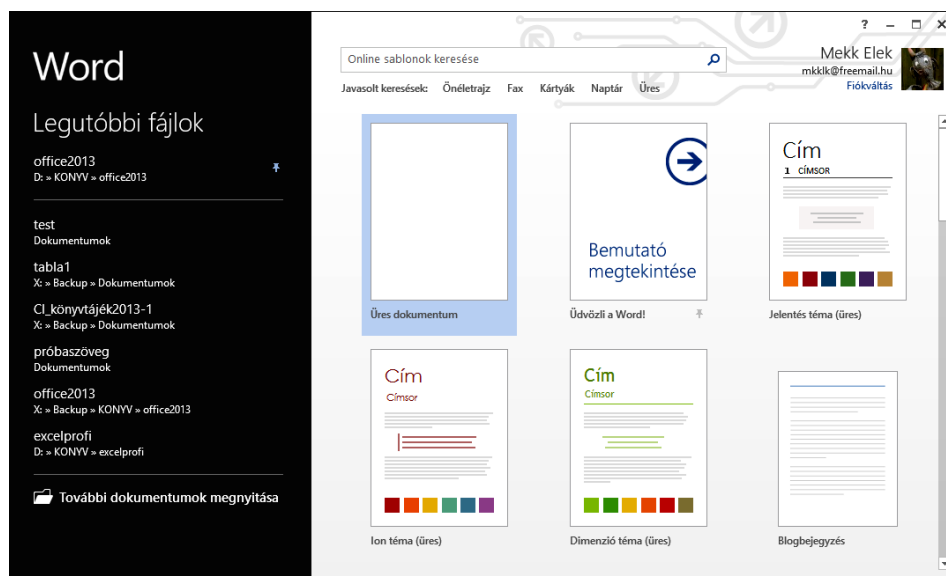 Word
Legutóbbi fájlok
office2013
D: » KONYV » office2013
test
Dokumentumok
tabla1
X: » Backup » Dokumentumok
CI_könyvtájék2013-1
X: » Backup » Dokumentumok
próbaszöveg
Dokumentumok
office2013
X: » Backup » KONYV » office2013
excelprofi
D: » KONYV » excelprofi
További dokumentumok megnyitása
?
Online sablonok keresése
Mekk Elek
mkklk@freemail.hu
Fiókváltás
Javasolt keresések: Önéletrajz Fax Kártyák Naptár Üres
Üres dokumentum
Bemutató
megtekintése
Üdvözli a Word!
Cím
1 CÍMSOR
Jelentés téma (üres)
Cím
Címsor
Ion téma (üres)
Cím
Címsor
Dimenzió téma (üres)
Blogbejegyzés